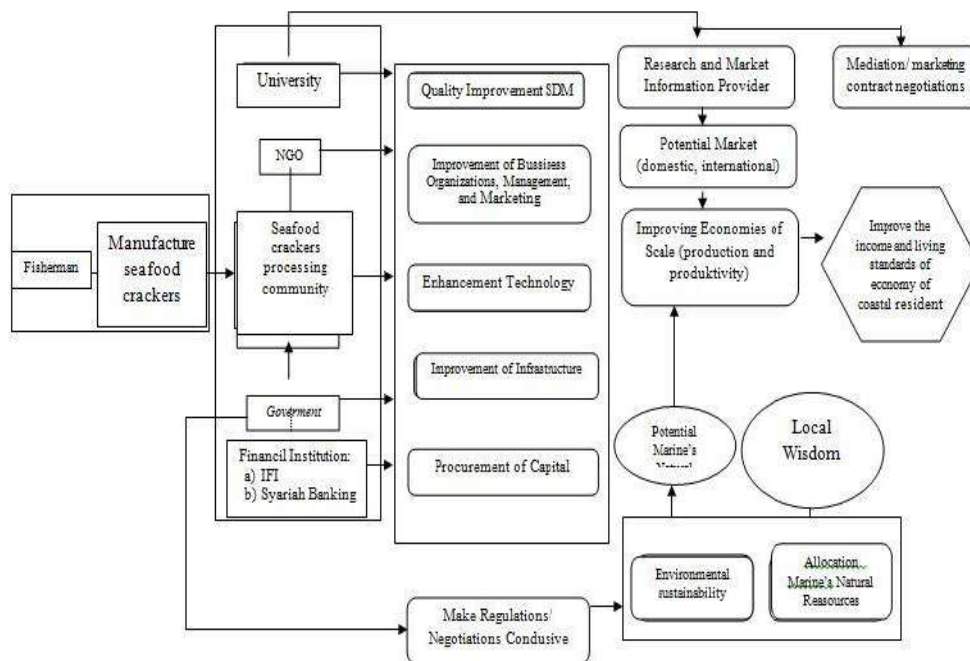 University
NGO
Fisherman
Manufacture
seafood
crackers
Seafood
crackers
processing
community
Goverment
Financil Institution:
a) IFI
b) Syariah Banking
Quality Improvement SDM
Improvement of Bussiness
Organizations, Management,
and Marketing
Enhancement Technology
Improvement of Infrastructure
Procurement of Capital
Research and Market
Information Provider
Mediation/ marketing
contract negotiations
Potential Market
(domestic, international)
Improving Economies of
Scale (production and
produktivity)
Improve the
income and living
standards of
economy of
coastal resident
Potential
Marine's
Local
Wisdom
Environmental
sustainability
Allocation
Marine's Natural
Reasources
Make Regulations/
Negotiations Condusive